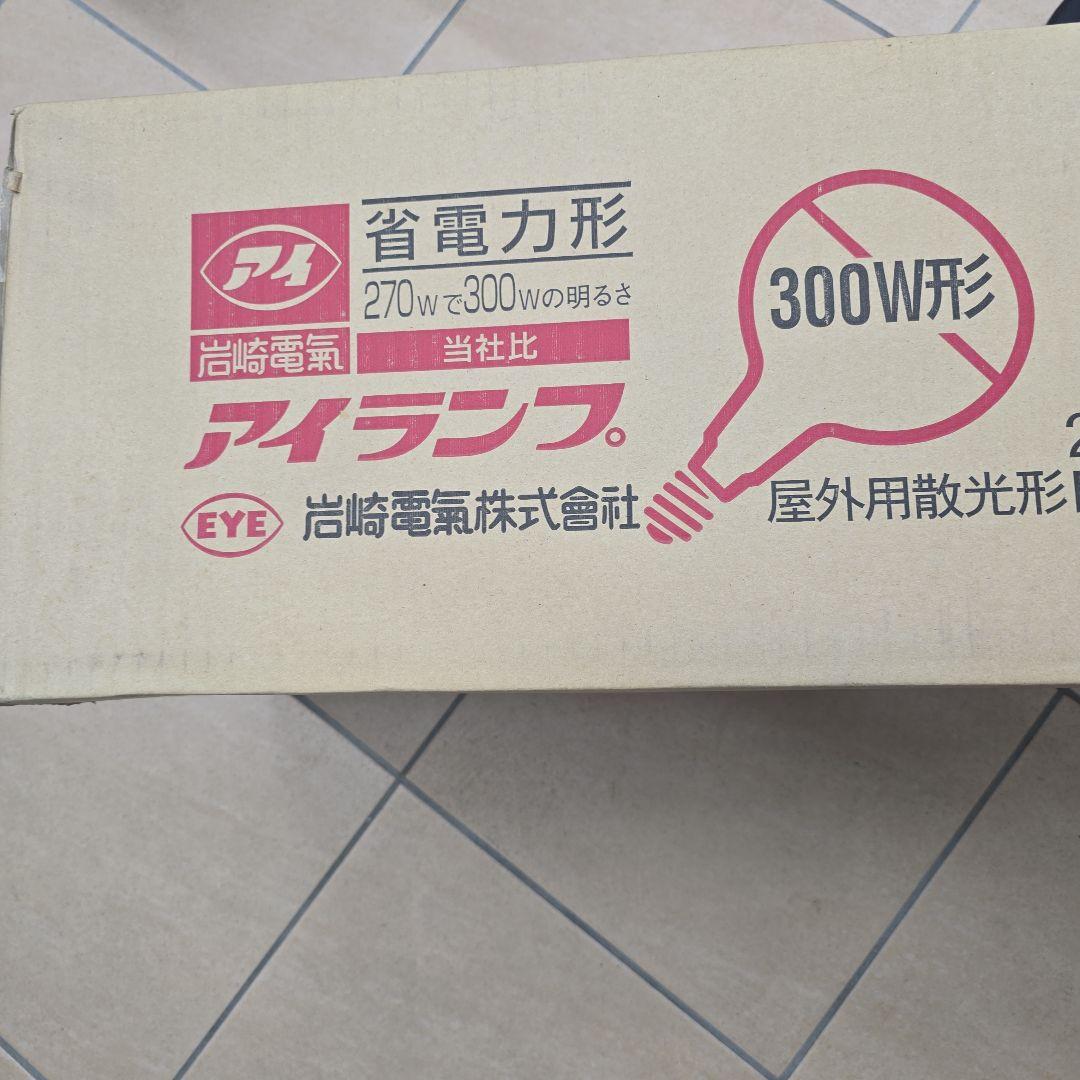 アイ
岩崎電氣
省電力形
270Wで300Wの明るさ
当社比
アイランプ
EYE 岩崎電氣株式會社
300W形
屋外用散光形